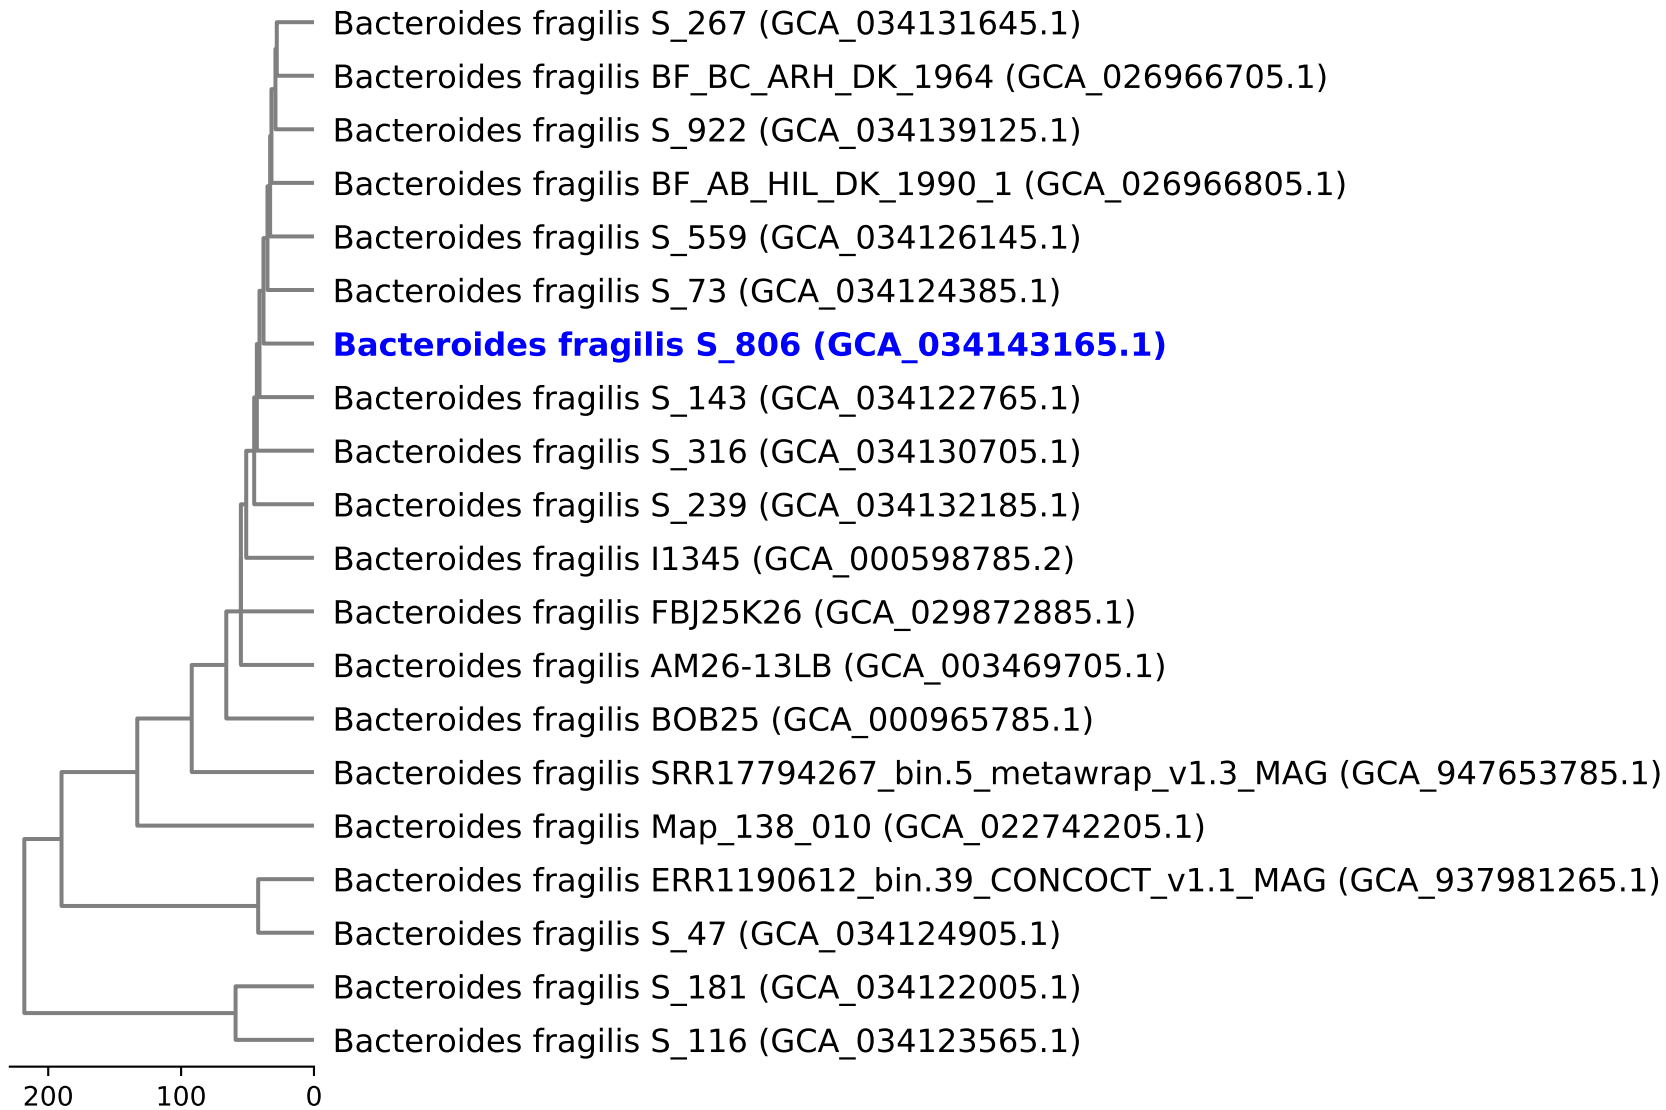 Bacteroides fragilis S_267 (GCA_034131645.1)
Bacteroides fragilis BF_BC_ARH_DK_1964 (GCA_026966705.1)
Bacteroides fragilis S_922 (GCA_034139125.1)
Bacteroides fragilis BF_AB_HIL_DK_1990_1 (GCA_026966805.1)
Bacteroides fragilis S_559 (GCA_034126145.1)
Bacteroides fragilis S_73 (GCA_034124385.1)
Bacteroides fragilis S_806 (GCA_034143165.1)
Bacteroides fragilis S_143 (GCA_034122765.1)
Bacteroides fragilis S_316 (GCA_034130705.1)
Bacteroides fragilis S_239 (GCA_034132185.1)
Bacteroides fragilis I1345 (GCA_000598785.2)
Bacteroides fragilis FBJ25K26 (GCA_029872885.1)
Bacteroides fragilis AM26-13LB (GCA_003469705.1)
Bacteroides fragilis BOB25 (GCA_000965785.1)
Bacteroides fragilis SRR17794267_bin.5_metawrap_v1.3_MAG (GCA_947653785.1)
Bacteroides fragilis Map_138_010 (GCA_022742205.1)
Bacteroides fragilis ERR1190612_bin.39_CONCOCT_v1.1_MAG (GCA_937981265.1)
Bacteroides fragilis S_47 (GCA_034124905.1)
Bacteroides fragilis S_181 (GCA_034122005.1)
Bacteroides fragilis S_116 (GCA_034123565.1)
200 100 0